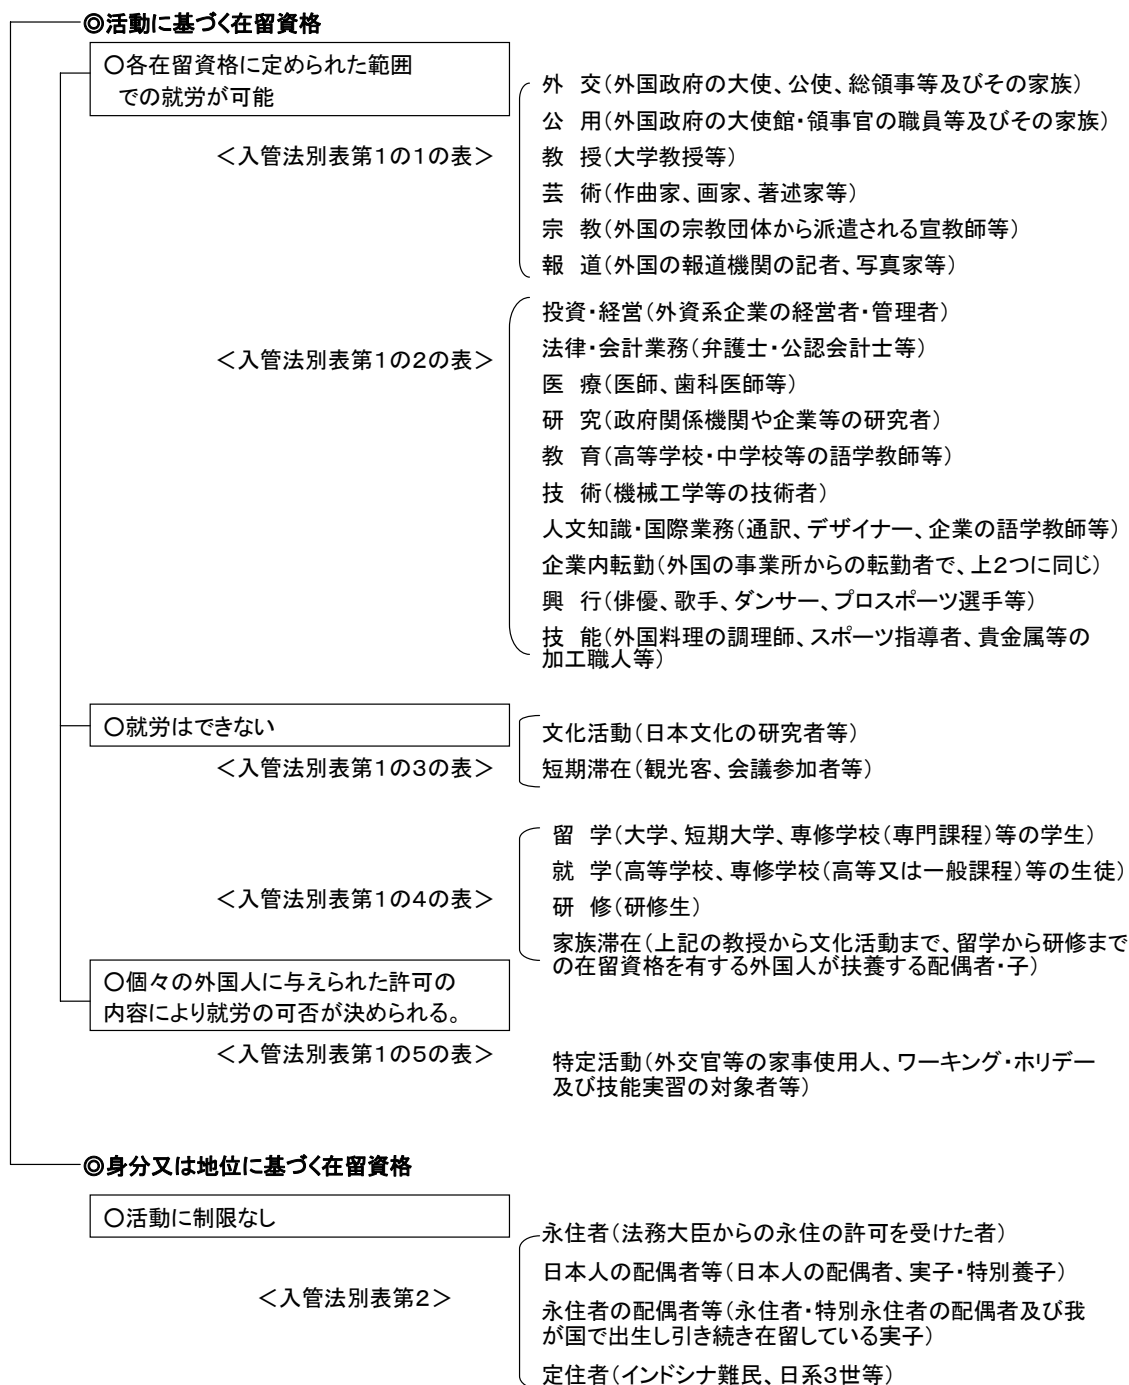 ◎活動に基づく在留資格
○各在留資格に定められた範囲
での就労が可能
＜入管法別表第1の1の表＞
外　交(外国政府の大使、公使、総領事等及びその家族)
公　用(外国政府の大使館・領事官の職員等及びその家族)
教　授(大学教授等)
芸　術(作曲家、画家、著述家等)
宗　教(外国の宗教団体から派遣される宣教師等)
報　道(外国の報道機関の記者、写真家等)
＜入管法別表第1の2の表＞
投資・経営(外資系企業の経営者・管理者)
法律・会計業務(弁護士・公認会計士等)
医　療(医師、歯科医師等)
研　究(政府関係機関や企業等の研究者)
教　育(高等学校・中学校等の語学教師等)
技　術(機械工学等の技術者)
人文知識・国際業務(通訳、デザイナー、企業の語学教師等)
企業内転勤(外国の事業所からの転勤者で、上2つに同じ)
興　行(俳優、歌手、ダンサー、プロスポーツ選手等)
技　能(外国料理の調理師、スポーツ指導者、貴金属等の
加工職人等)
○就労はできない
＜入管法別表第1の3の表＞
文化活動(日本文化の研究者等)
短期滞在(観光客、会議参加者等)
＜入管法別表第1の4の表＞
留　学(大学、短期大学、専修学校(専門課程)等の学生)
就　学(高等学校、専修学校(高等又は一般課程)等の生徒)
研　修(研修生)
家族滞在(上記の教授から文化活動まで、留学から研修まで
の在留資格を有する外国人が扶養する配偶者・子)
○個々の外国人に与えられた許可の
内容により就労の可否が決められる。
＜入管法別表第1の5の表＞
特定活動(外交官等の家事使用人、ワーキング・ホリデー
及び技能実習の対象者等)
◎身分又は地位に基づく在留資格
○活動に制限なし
＜入管法別表第2＞
永住者(法務大臣からの永住の許可を受けた者)
日本人の配偶者等(日本人の配偶者、実子・特別養子)
永住者の配偶者等(永住者・特別永住者の配偶者及び我
が国で出生し引き続き在留している実子)
定住者(インドシナ難民、日系3世等)